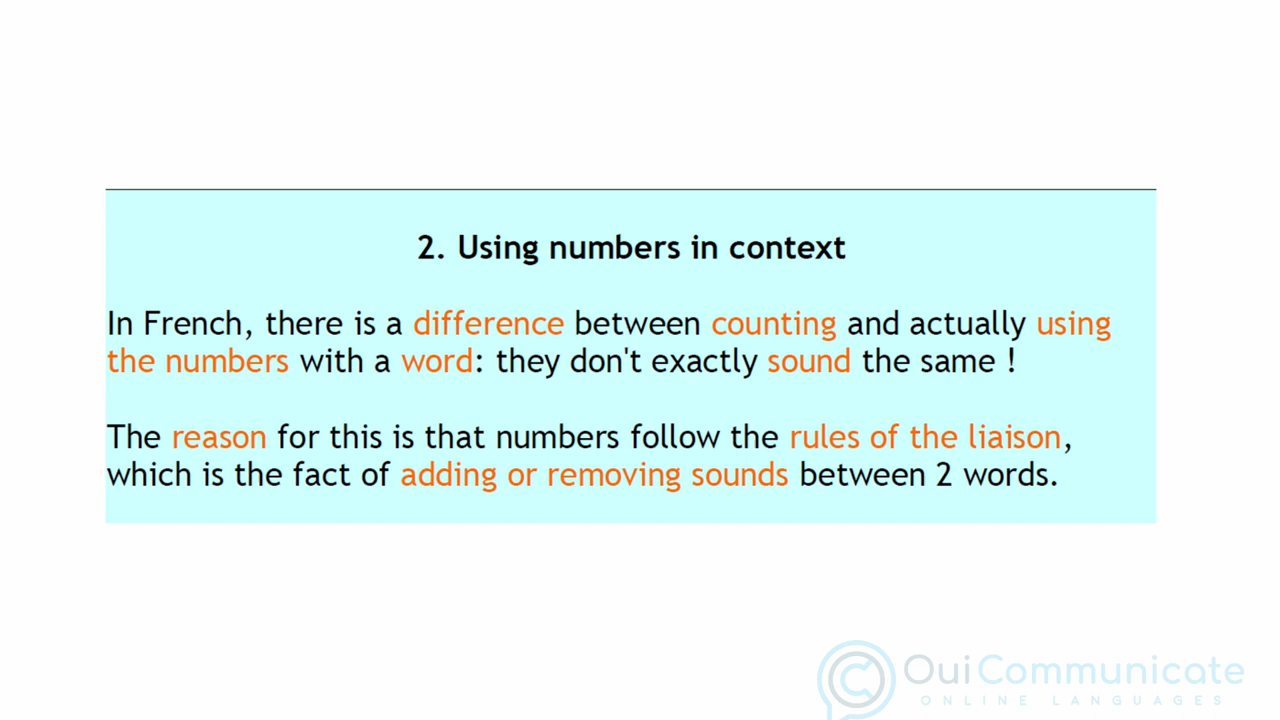 2. Using numbers in context
In French, there is a difference between counting and actually using
the numbers with a word: they don't exactly sound the same !
The reason for this is that numbers follow the rules of the liaison,
which is the fact of adding or removing sounds between 2 words.
OuiCommunicate
ONLINE LANGUAGES